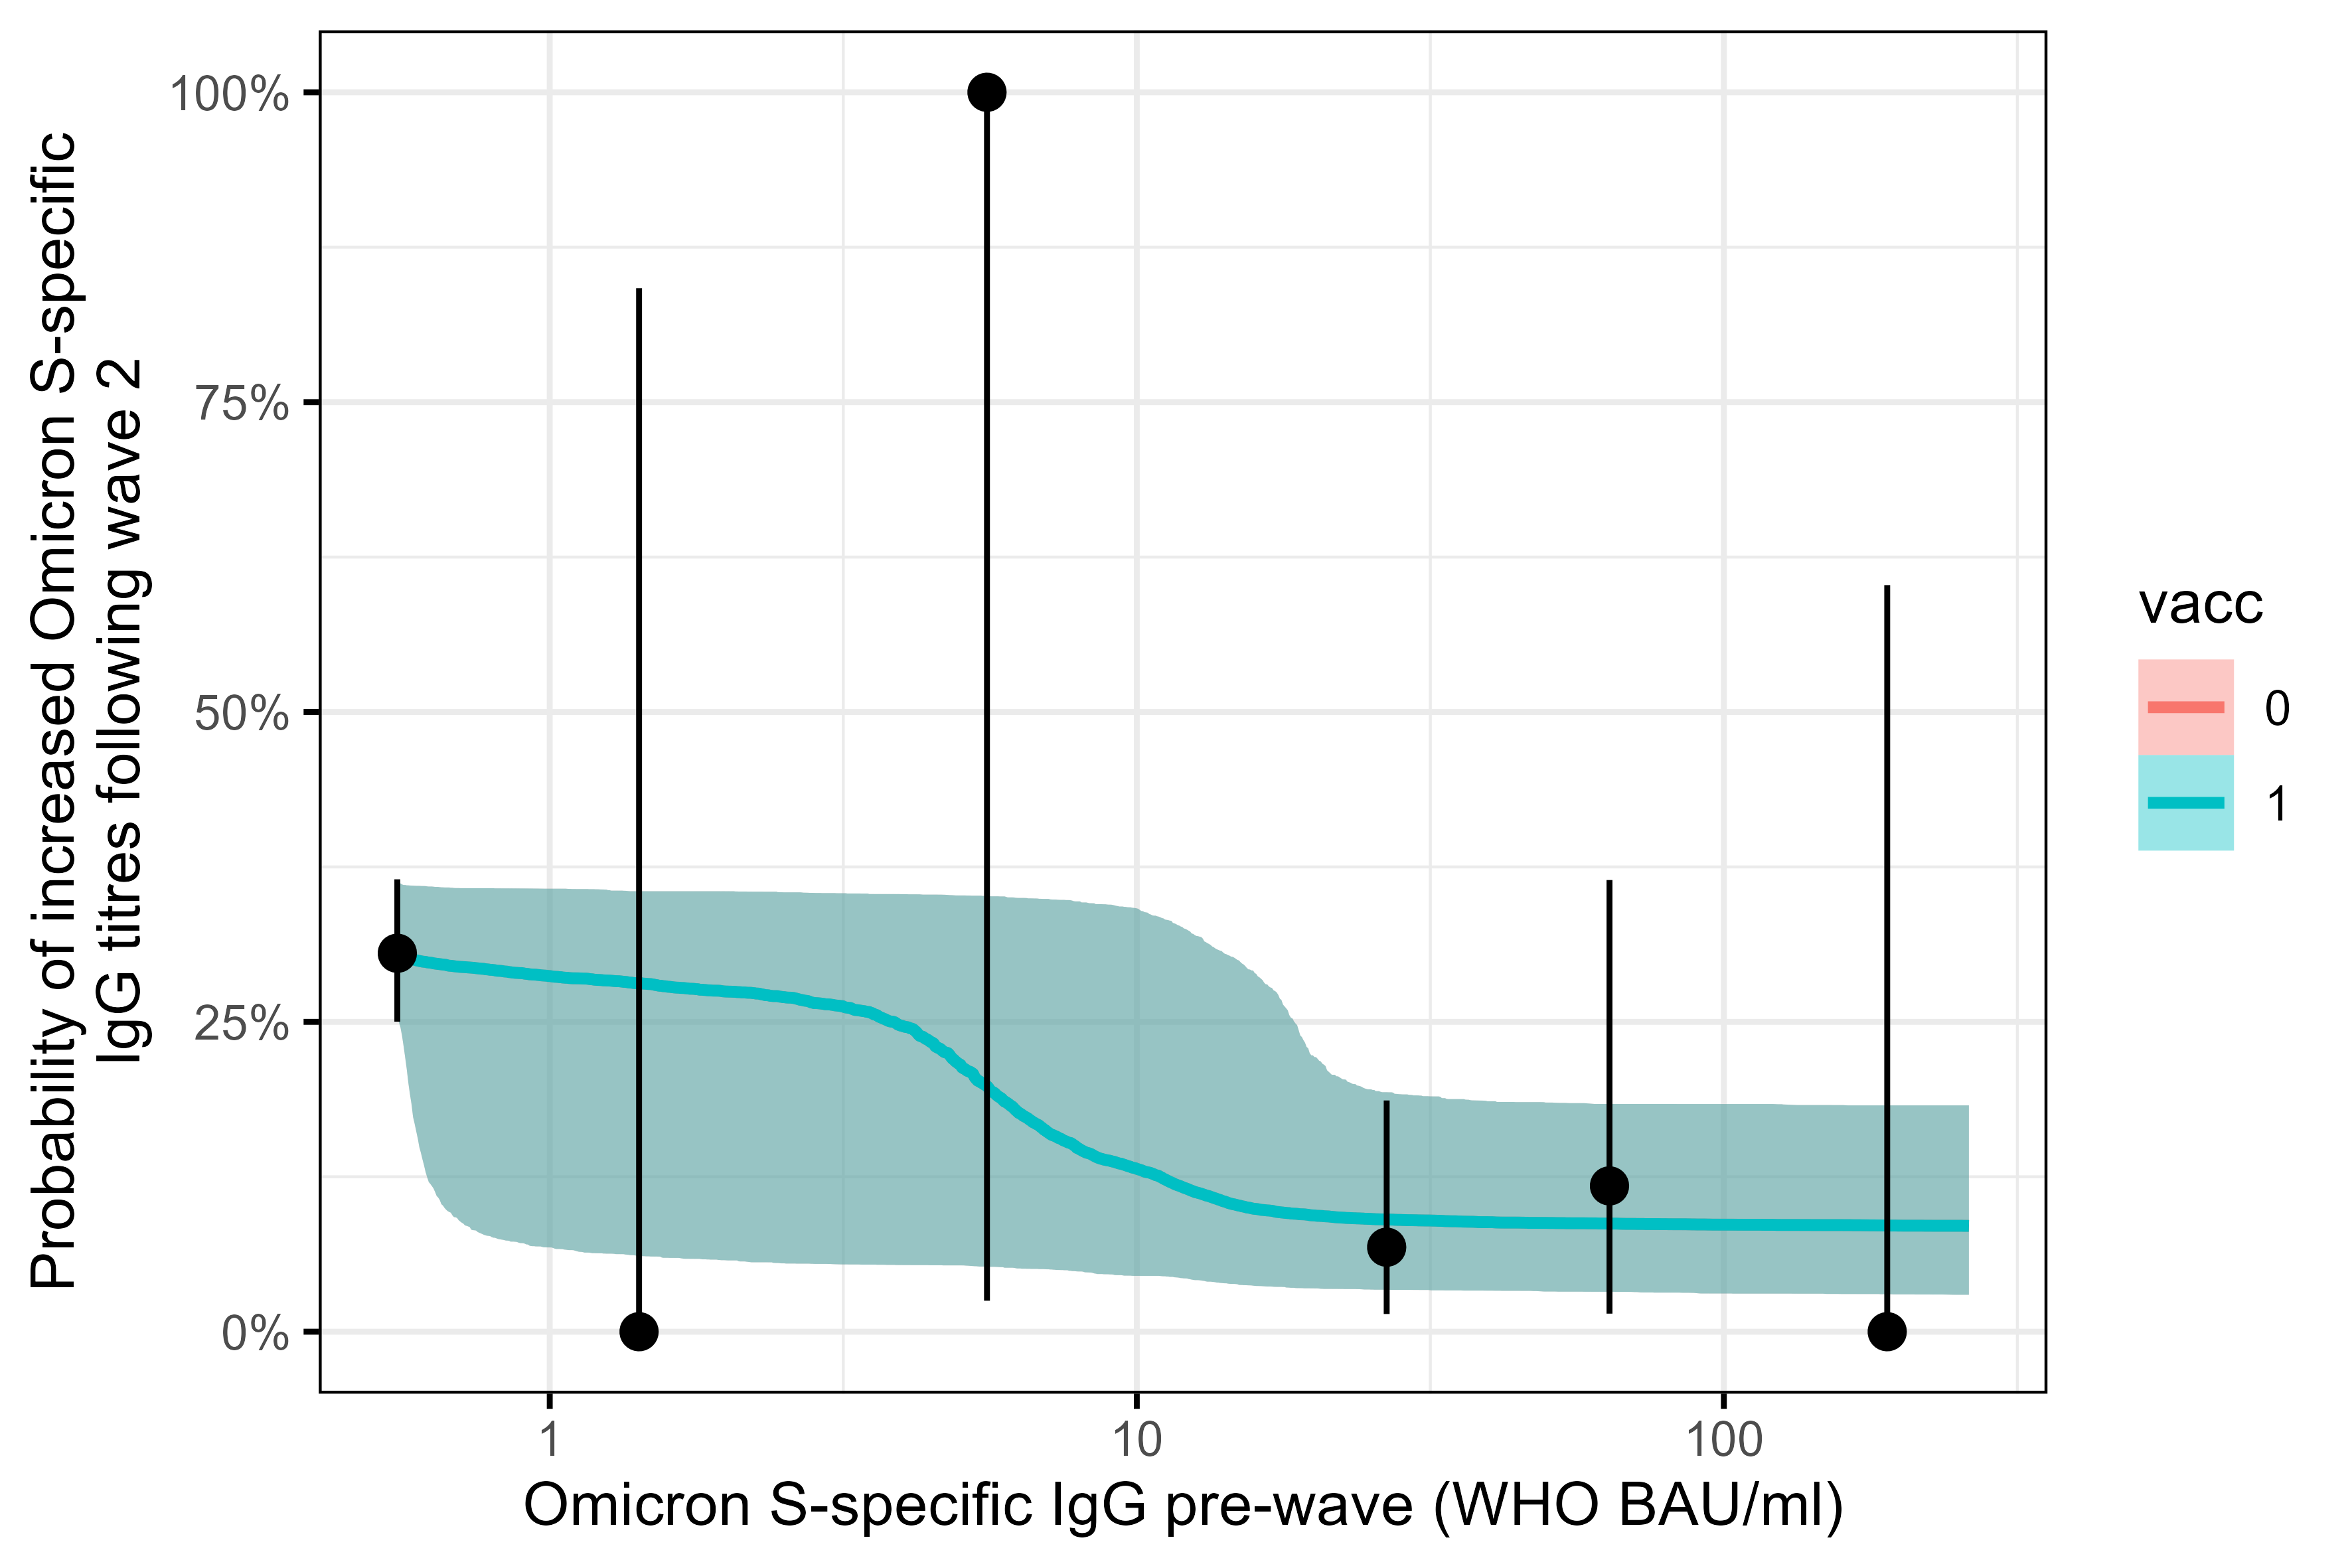 Probability of increased Omicron S-specific
IgG titres following wave 2
100%
75%
50%
25%
0%
1
10
100
Omicron S-specific IgG pre-wave (WHO BAU/ml)
vacc
0
1